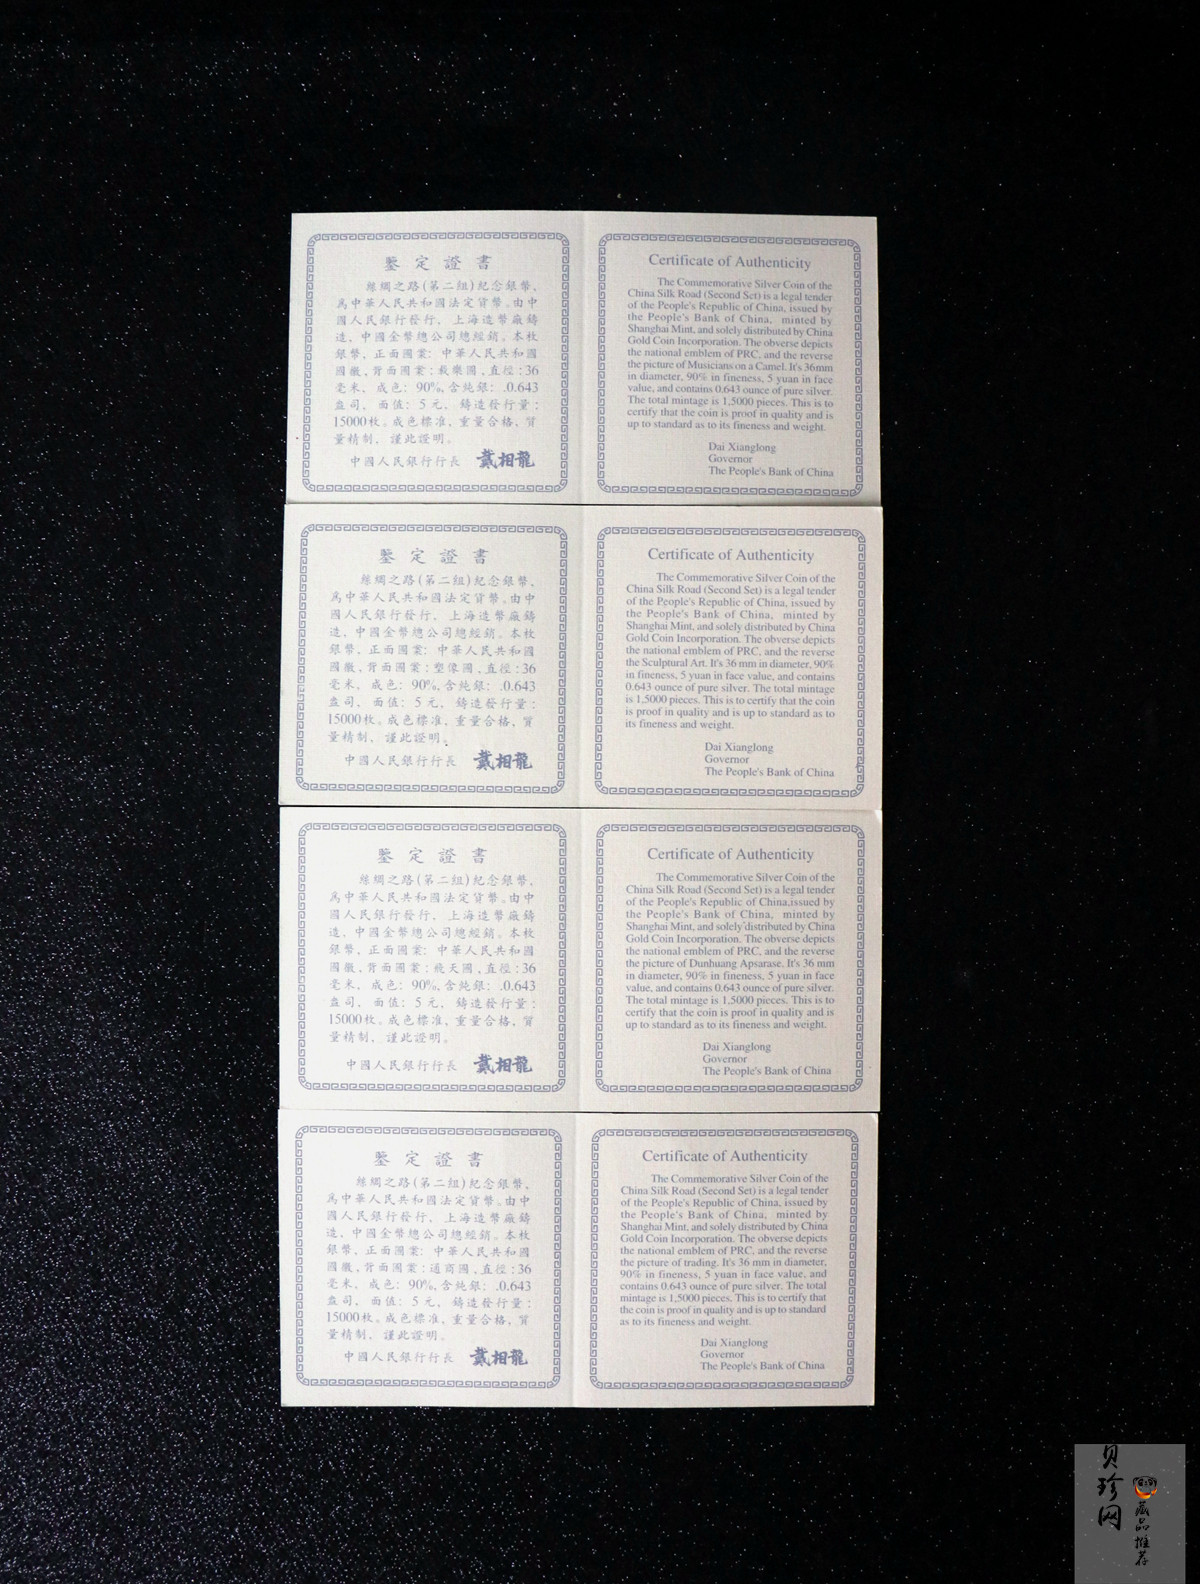 鑒定證書
絲綢之路(第二組)紀念銀幣、
爲中華人民共和國法定貨幣。由中
國人民銀行發行、上海造幣廠鑄
造、中國金幣總公司總經銷。本枚
銀幣、正面圖案:中華人民共和國
國徽、背面圖案:載樂圖、直徑:36
毫米、成色:90%、含純銀:.0.643
盎司、面值:5元、鑄造發行量:
15000枚。成色標准、重量合格、質
量精制、謹此證明。
中國人民銀行行長 戴相龍
Certificate of Authenticity
The Commemorative Silver Coin of the
China Silk Road (Second Set) is a legal tender
of the People's Republic of China, issued by
the People's Bank of China, minted by
Shanghai Mint, and solely distributed by China
Gold Coin Incorporation. The obverse depicts
the national emblem of PRC, and the reverse
the picture of Musicians on a Camel. It's 36mm
in diameter, 90% in fineness, 5 yuan in face
value, and contains 0.643 ounce of pure silver.
The total mintage is 1,5000 pieces. This is to
certify that the coin is proof in quality and is
up to standard as to its fineness and weight.
Dai Xianglong
Governor
The People's Bank of China
鑒定證書
絲綢之路(第二組)紀念銀幣、
爲中華人民共和國法定貨幣。由中
國人民銀行發行、上海造幣廠鑄
造、中國金幣總公司總經銷。本枚
銀幣、正面圖案:中華人民共和國
國徽、背面圖案:塑像圖、直徑:36
毫米、成色:90%、含純銀:.0.643
盎司、面值:5元、鑄造發行量:
15000枚。成色標准、重量合格、質
量精制、謹此證明。
中國人民銀行行長 戴相龍
Certificate of Authenticity
The Commemorative Silver Coin of the
China Silk Road (Second Set) is a legal tender
of the People's Republic of China, issued by
the People's Bank of China, minted by
Shanghai Mint, and solely distributed by China
Gold Coin Incorporation. The obverse depicts
the national emblem of PRC, and the reverse
the Sculptural Art. It's 36 mm in diameter, 90%
in fineness, 5 yuan in face value, and contains
0.643 ounce of pure silver. The total mintage
is 1,5000 pieces. This is to certify that the coin
is proof in quality and is up to standard as to
its fineness and weight.
Dai Xianglong
Governor
The People's Bank of China
鑒定證書
絲綢之路(第二組)紀念銀幣、
爲中華人民共和國法定貨幣。由中
國人民銀行發行、上海造幣廠鑄
造、中國金幣總公司總經銷。本枚
銀幣、正面圖案:中華人民共和國
國徽、背面圖案:飛天圖、直徑:36
毫米、成色:90%、含純銀:.0.643
盎司、面值:5元、鑄造發行量:
15000枚。成色標准、重量合格、質
量精制、謹此證明。
中國人民銀行行長 戴相龍
Certificate of Authenticity
The Commemorative Silver Coin of the
China Silk Road (Second Set) is a legal tender
of the People's Republic of China,issued by
the People's Bank of China, minted by
Shanghai Mint, and solely distributed by China
Gold Coin Incorporation. The obverse depicts
the national emblem of PRC, and the reverse
the picture of Dunhuang Apsarase. It's 36 mm
in diameter, 90% in fineness, 5 yuan in face
value, and contains 0.643 ounce of pure silver.
The total mintage is 1,5000 pieces. This is to
certify that the coin is proof in quality and is
up to standard as to its fineness and weight.
Dai Xianglong
Governor
The People's Bank of China
鑒定證書
絲綢之路(第二組)紀念銀幣、
爲中華人民共和國法定貨幣。由中
國人民銀行發行、上海造幣廠鑄
造、中國金幣總公司總經銷。本枚
銀幣、正面圖案:中華人民共和國
國徽、背面圖案:通商圖、直徑:36
毫米、成色:90%、含純銀:.0.643
盎司、面值:5元、鑄造發行量:
15000枚。成色標准、重量合格、質
量精制、謹此證明。
中國人民銀行行長 戴相龍
Certificate of Authenticity
The Commemorative Silver Coin of the
China Silk Road (Second Set) is a legal tender
of the People's Republic of China, issued by
the People's Bank of China, minted by
Shanghai Mint, and solely distributed by China
Gold Coin Incorporation. The obverse depicts
the national emblem of PRC, and the reverse
the picture of trading. It's 36 mm in diameter,
90% in fineness, 5 yuan in face value, and
contains 0.643 ounce of pure silver. The total
mintage is 1,5000 pieces. This is to certify that
the coin is proof in quality and is up to standard
as to its fineness and weight.
Dai Xianglong
Governor
The People's Bank of China
贝珍网
藏品推荐